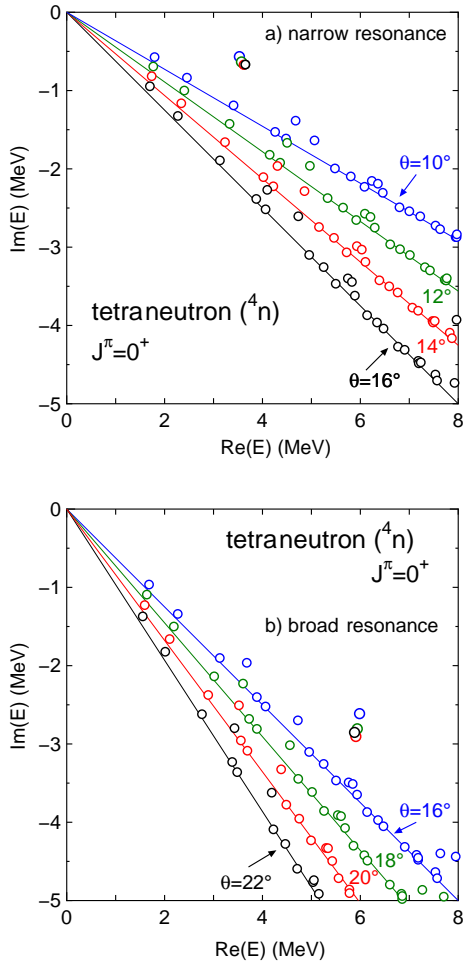 0
a) narrow resonance
−1
−2
θ=10°
Im(E) (MeV)
−3
12°
tetraneutron (⁴n)
−4
14°
Jπ=0⁺
θ=16°
−5
0 2 4 6 8
Re(E) (MeV)
0
tetraneutron (⁴n)
Jπ=0⁺
−1
b) broad resonance
−2
Im(E) (MeV)
−3
−4
θ=16°
18°
20°
θ=22°
−5
0 2 4 6 8
Re(E) (MeV)